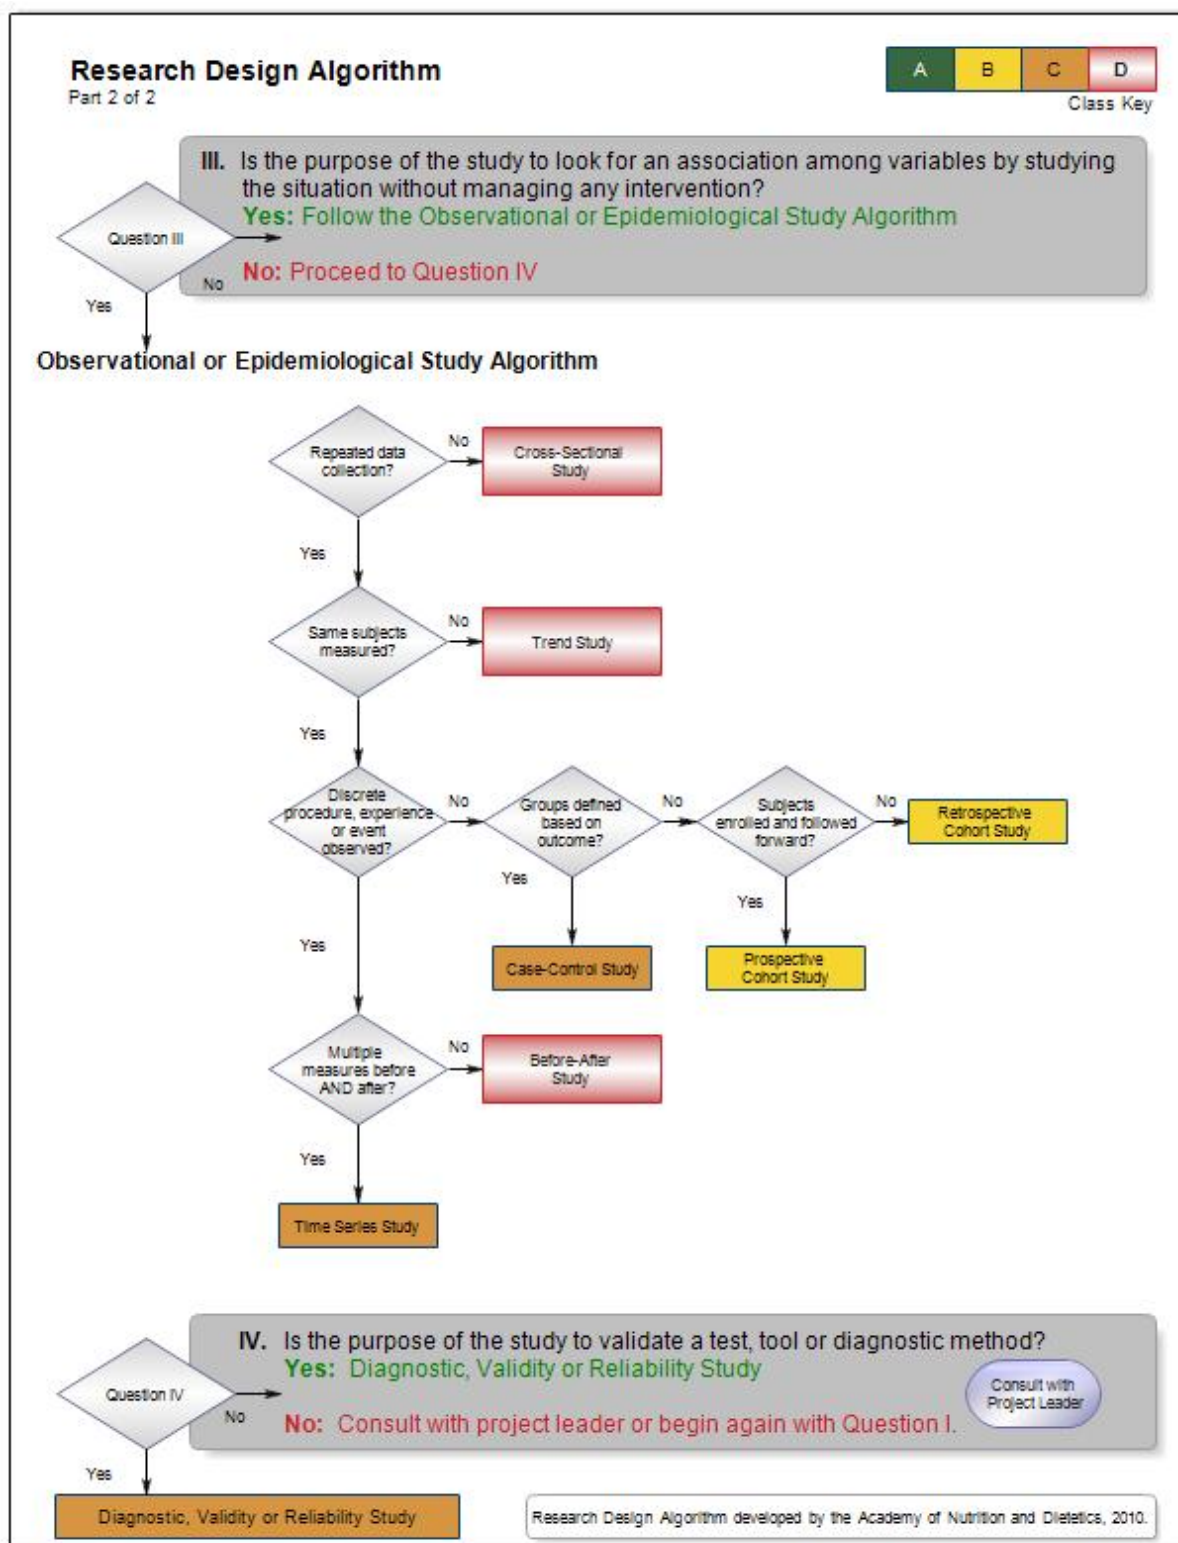 Research Design Algorithm
Part 2 of 2
A B C D
Class Key
III. Is the purpose of the study to look for an association among variables by studying
the situation without managing any intervention?
Yes: Follow the Observational or Epidemiological Study Algorithm
No: Proceed to Question IV
Question III
No
Yes
Observational or Epidemiological Study Algorithm
Repeated data
collection?
No
Cross-Sectional
Study
Yes
Same subjects
measured?
No
Trend Study
Yes
Discrete
procedure, experience
or event
observed?
No
Groups defined
based on
outcome?
No
Subjects
enrolled and followed
forward?
No
Retrospective
Cohort Study
Yes
Case-Control Study
Yes
Prospective
Cohort Study
Yes
Multiple
measures before
AND after?
No
Before-After
Study
Yes
Time Series Study
IV. Is the purpose of the study to validate a test, tool or diagnostic method?
Yes: Diagnostic, Validity or Reliability Study
No: Consult with project leader or begin again with Question I.
Consult with
Project Leader
Question IV
No
Yes
Diagnostic, Validity or Reliability Study
Research Design Algorithm developed by the Academy of Nutrition and Dietetics, 2010.